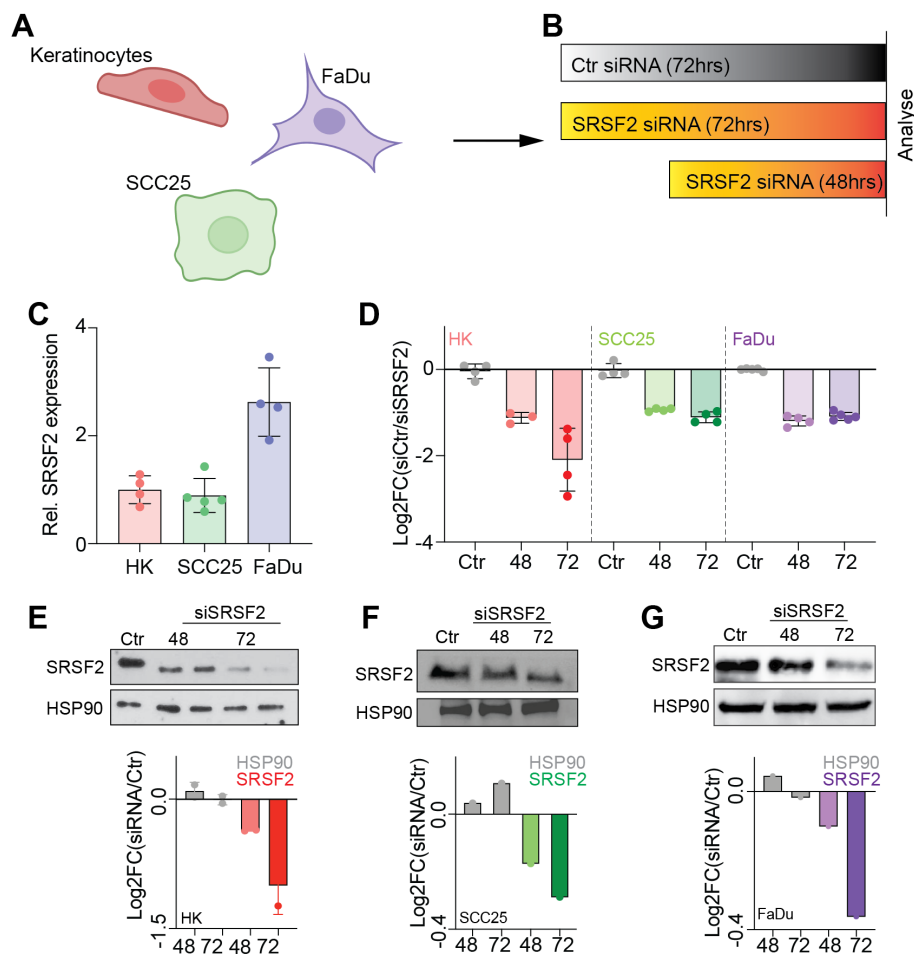 A
Keratinocytes
FaDu
SCC25
B
Ctr siRNA (72hrs)
SRSF2 siRNA (72hrs)
SRSF2 siRNA (48hrs)
Analyse
C
Rel. SRSF2 expression
4
2
0
HK SCC25 FaDu
D
Log2FC(siCtr/siSRSF2)
HK SCC25 FaDu
0
-2
-4
Ctr 48 72 Ctr 48 72 Ctr 48 72
E
siSRSF2
Ctr 48 72
SRSF2
HSP90
Log2FC(siRNA/Ctr)
HSP90
SRSF2
0.0
-1.5
HK
48 72 48 72
F
siSRSF2
Ctr 48 72
SRSF2
HSP90
Log2FC(siRNA/Ctr)
HSP90
SRSF2
0.0
-0.4
SCC25
48 72 48 72
G
siSRSF2
Ctr 48 72
SRSF2
HSP90
Log2FC(siRNA/Ctr)
HSP90
SRSF2
0.0
-0.4
FaDu
48 72 48 72